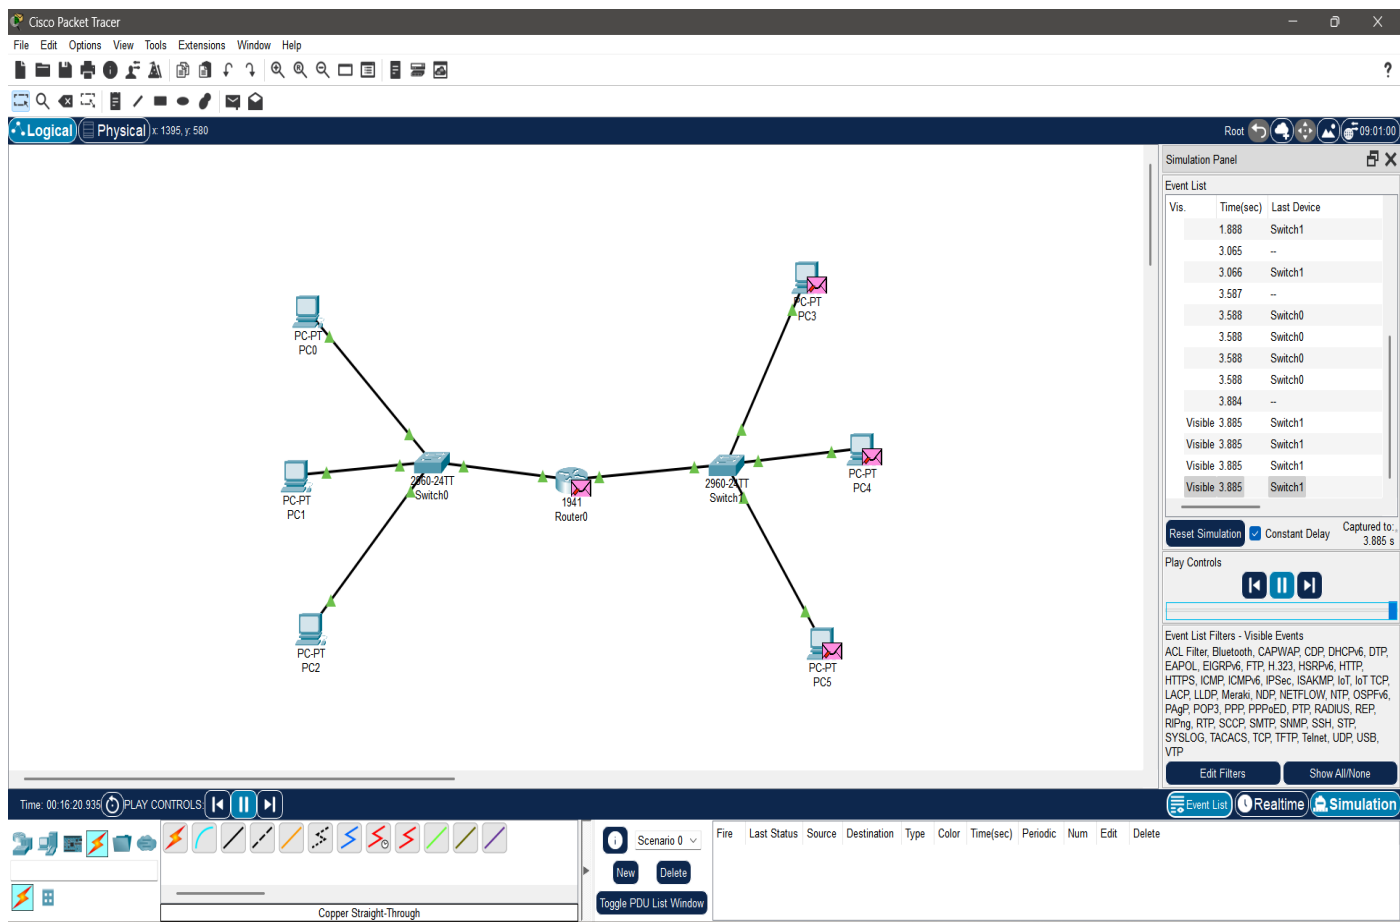 Cisco Packet Tracer
File Edit Options View Tools Extensions Window Help
Logical Physical x: 1395, y: 580
Root 09:01:00
Simulation Panel
Event List
Vis. Time(sec) Last Device
1.888 Switch1
3.065 --
3.066 Switch1
3.587 --
3.588 Switch0
3.588 Switch0
3.588 Switch0
3.588 Switch0
3.884 --
Visible 3.885 Switch1
Visible 3.885 Switch1
Visible 3.885 Switch1
Visible 3.885 Switch1
Reset Simulation Constant Delay Captured to:
3.885 s
Play Controls
Event List Filters - Visible Events
ACL Filter, Bluetooth, CAPWAP, CDP, DHCPv6, DTP,
EAPOL, EIGRPv6, FTP, H.323, HSRPv6, HTTP,
HTTPS, ICMP, ICMPv6, IPSec, ISAKMP, IoT, IoT TCP,
LACP, LLDP, Meraki, NDP, NETFLOW, NTP, OSPFv6,
PAgP, POP3, PPP, PPPoED, PTP, RADIUS, REP,
RIPng, RTP, SCCP, SMTP, SNMP, SSH, STP,
SYSLOG, TACACS, TCP, TFTP, Telnet, UDP, USB,
VTP
Edit Filters Show All/None
PC-PT
PC0
PC-PT
PC1
PC-PT
PC2
2960-24TT
Switch0
1941
Router0
2960-24TT
Switch1
PC-PT
PC3
PC-PT
PC4
PC-PT
PC5
Time: 00:16:20.935 PLAY CONTROLS:
Event List Realtime Simulation
Scenario 0
New Delete
Toggle PDU List Window
Fire Last Status Source Destination Type Color Time(sec) Periodic Num Edit Delete
Copper Straight-Through